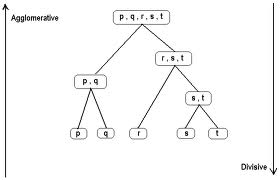 Agglomerative
p , q , r , s , t
r , s , t
p , q
s , t
p q r s t
Divisive